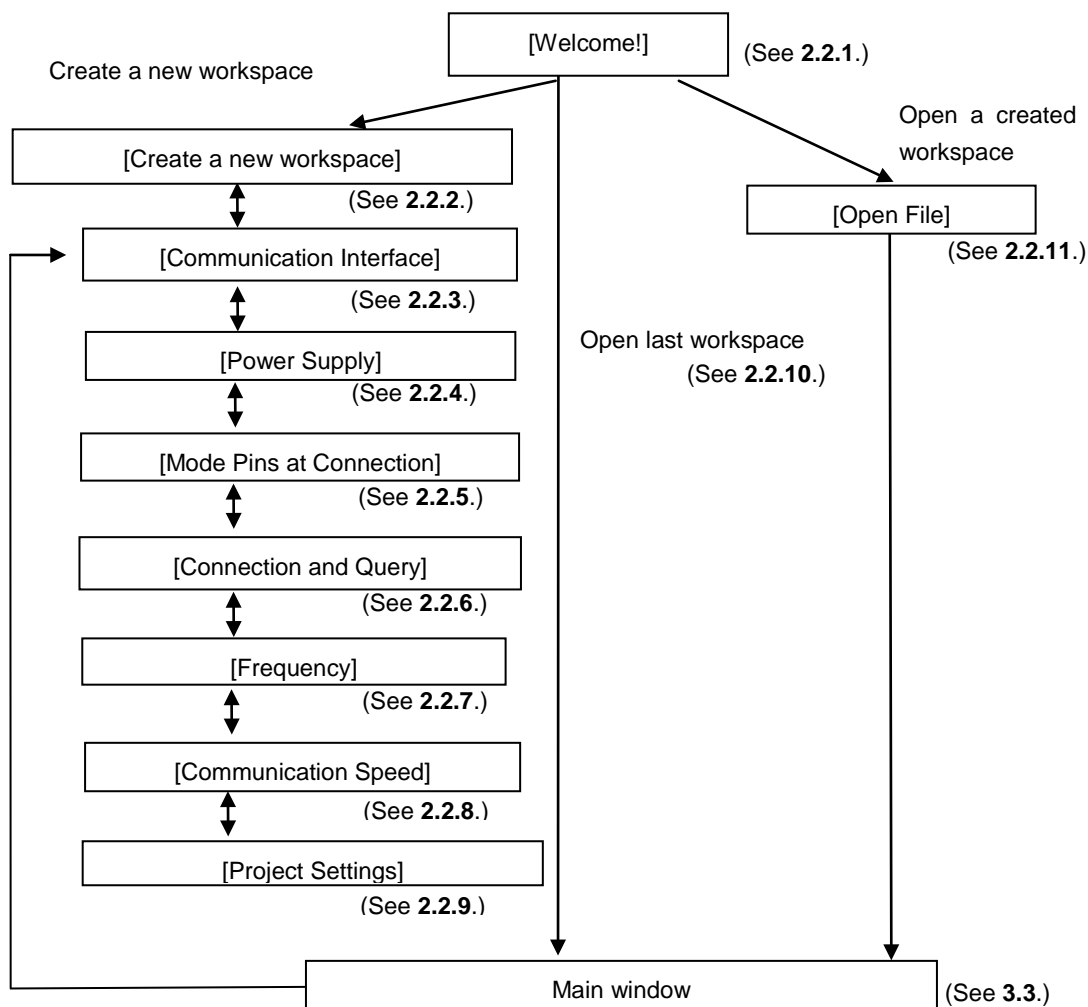 [Welcome!]
(See 2.2.1.)
Create a new workspace
Open a created
workspace
[Create a new workspace]
(See 2.2.2.)
[Open File]
(See 2.2.11.)
[Communication Interface]
(See 2.2.3.)
Open last workspace
(See 2.2.10.)
[Power Supply]
(See 2.2.4.)
[Mode Pins at Connection]
(See 2.2.5.)
[Connection and Query]
(See 2.2.6.)
[Frequency]
(See 2.2.7.)
[Communication Speed]
(See 2.2.8.)
[Project Settings]
(See 2.2.9.)
Main window
(See 3.3.)